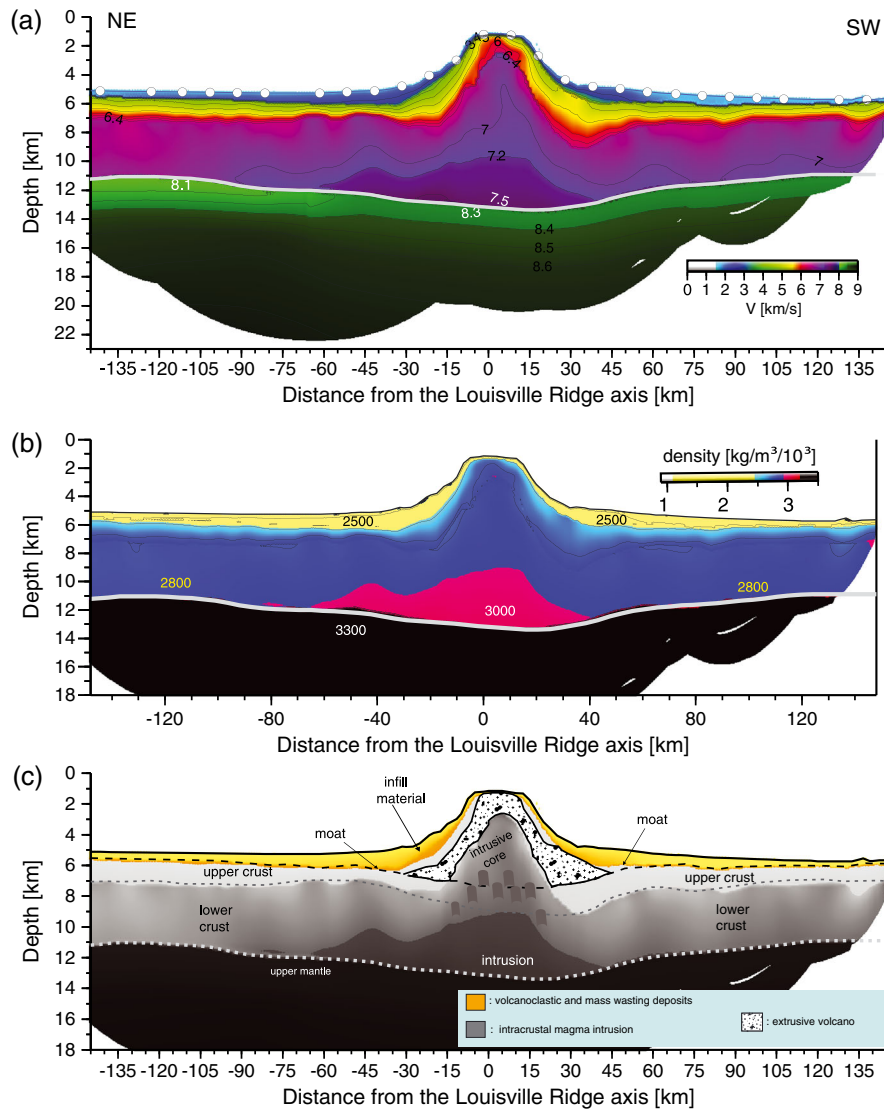 (a)
NE
SW
0
2
4
6
8
10
12
14
16
18
20
22
Depth [km]
6
6.4
6.4
7
7.2
7
8.1
7.5
8.3
8.4
8.5
8.6
0 1 2 3 4 5 6 7 8 9
V [km/s]
-135 -120 -105 -90 -75 -60 -45 -30 -15 0 15 30 45 60 75 90 105 120 135
Distance from the Louisville Ridge axis [km]
(b)
0
2
4
6
8
10
12
14
16
18
Depth [km]
density [kg/m³/10³]
1 2 3
2500
2500
2800
2800
3000
3300
-120 -80 -40 0 40 80 120
Distance from the Louisville Ridge axis [km]
(c)
0
2
4
6
8
10
12
14
16
18
Depth [km]
infill
material
moat
moat
intrusive
core
upper crust
upper crust
lower
crust
lower
crust
intrusion
upper mantle
: volcanoclastic and mass wasting deposits
: extrusive volcano
: intracrustal magma intrusion
-135 -120 -105 -90 -75 -60 -45 -30 -15 0 15 30 45 60 75 90 105 120 135
Distance from the Louisville Ridge axis [km]